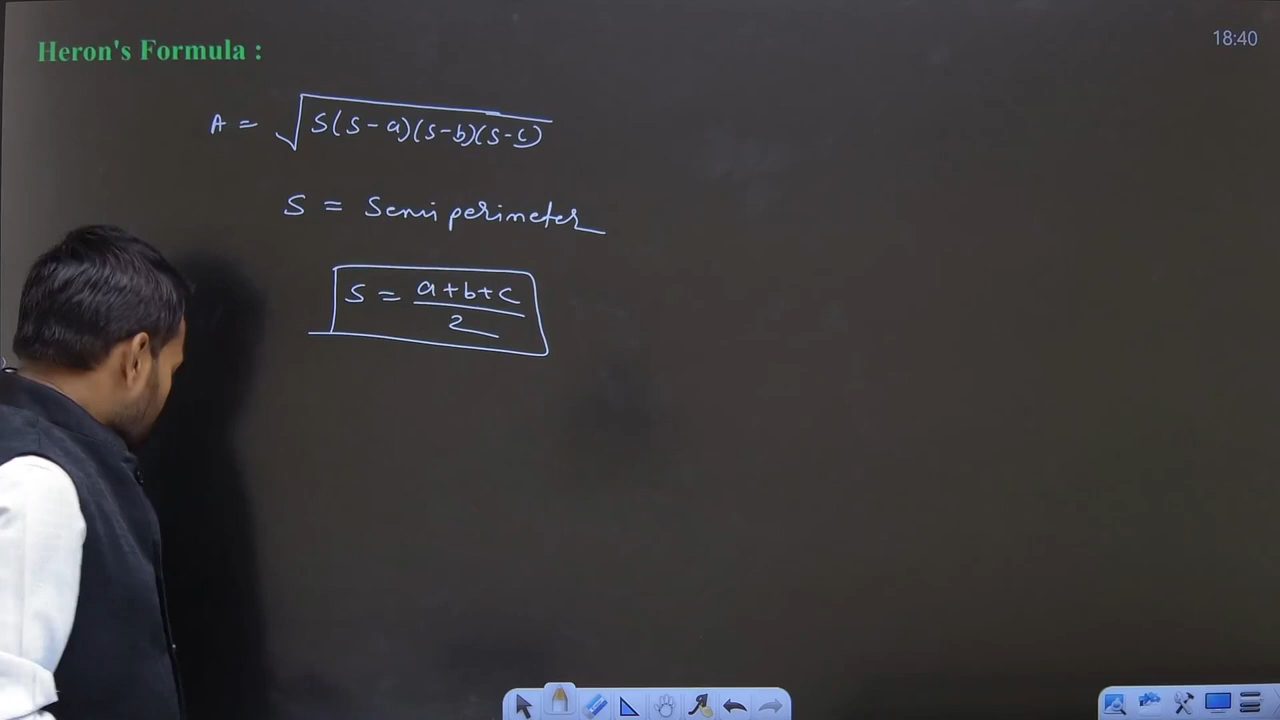 Heron's Formula :
18:40
A = √S(S-a)(S-b)(S-c)
S = Semi perimeter
S = a+b+c
2